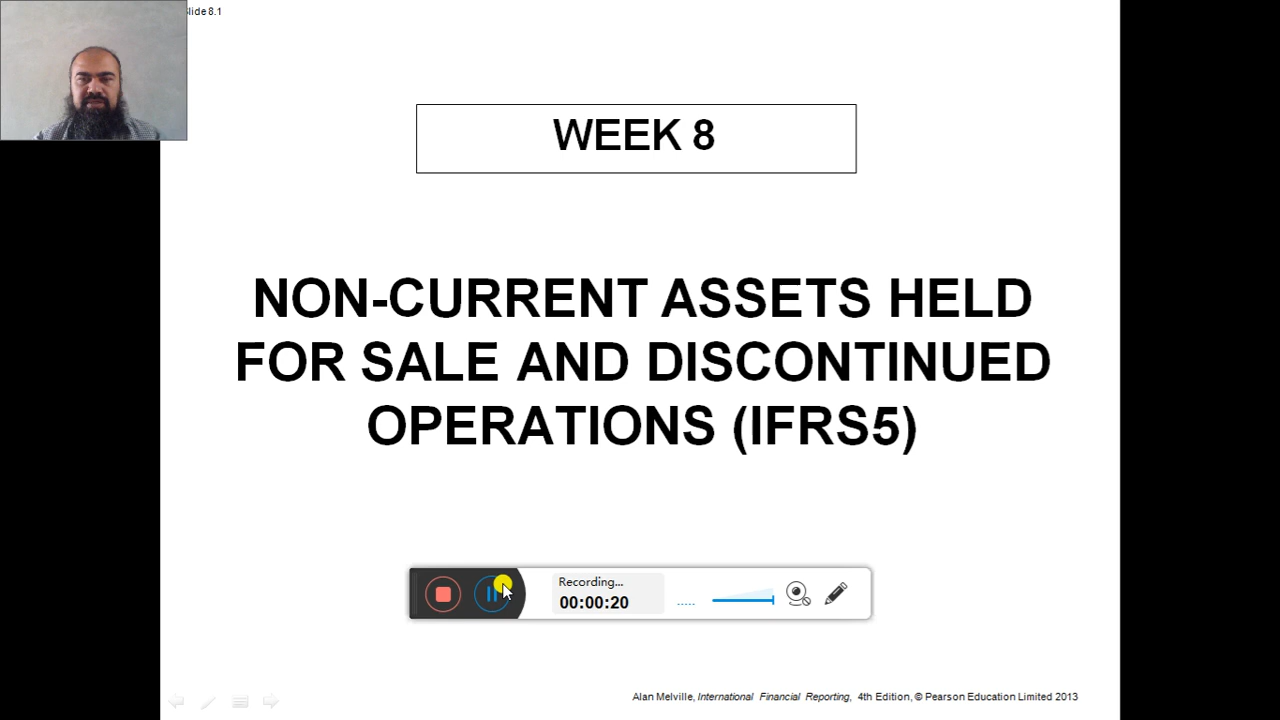 Slide 8.1
WEEK 8
NON-CURRENT ASSETS HELD
FOR SALE AND DISCONTINUED
OPERATIONS (IFRS5)
Recording...
00:00:20
Alan Melville, International Financial Reporting, 4th Edition, © Pearson Education Limited 2013